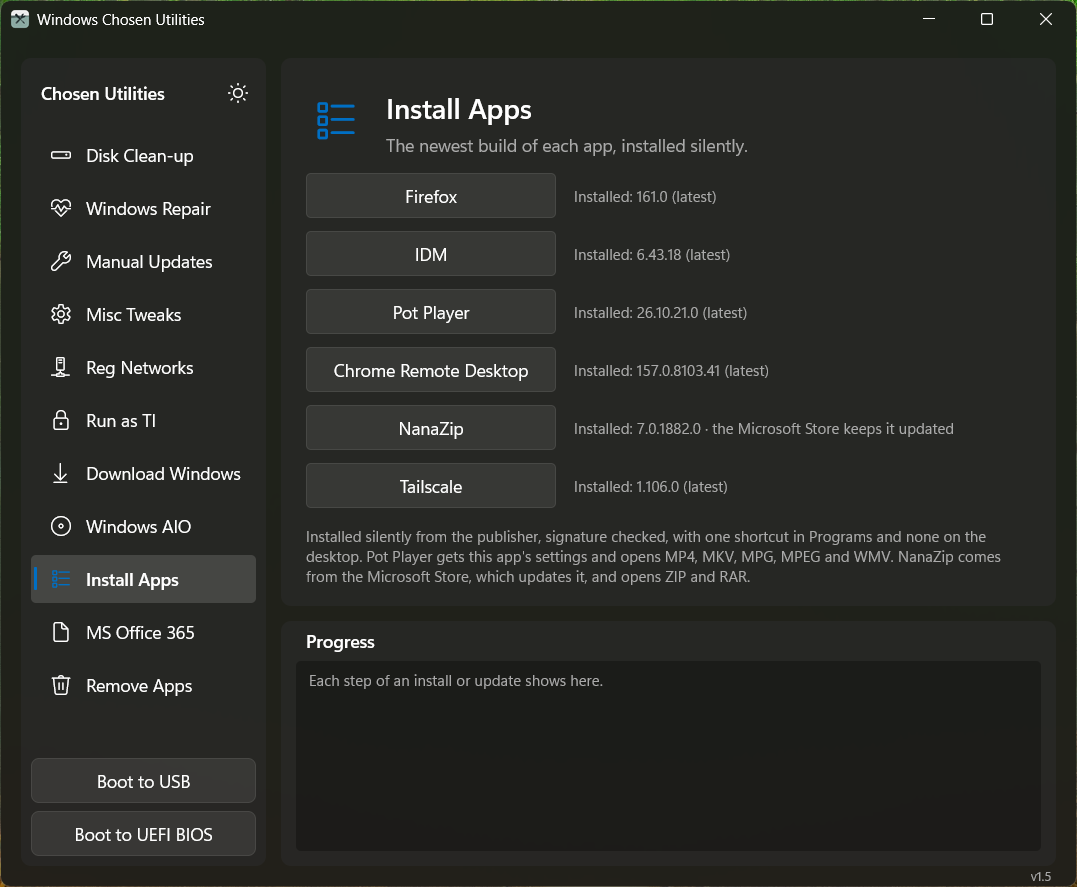 Windows Chosen Utilities
Chosen Utilities
Disk Clean-up
Windows Repair
Manual Updates
Misc Tweaks
Reg Networks
Run as TI
Download Windows
Windows AIO
Install Apps
MS Office 365
Remove Apps
Boot to USB
Boot to UEFI BIOS
Install Apps
The newest build of each app, installed silently.
Firefox Installed: 161.0 (latest)
IDM Installed: 6.43.18 (latest)
Pot Player Installed: 26.10.21.0 (latest)
Chrome Remote Desktop Installed: 157.0.8103.41 (latest)
NanaZip Installed: 7.0.1882.0 · the Microsoft Store keeps it updated
Tailscale Installed: 1.106.0 (latest)
Installed silently from the publisher, signature checked, with one shortcut in Programs and none on the
desktop. Pot Player gets this app's settings and opens MP4, MKV, MPG, MPEG and WMV. NanaZip comes
from the Microsoft Store, which updates it, and opens ZIP and RAR.
Progress
Each step of an install or update shows here.
v1.5